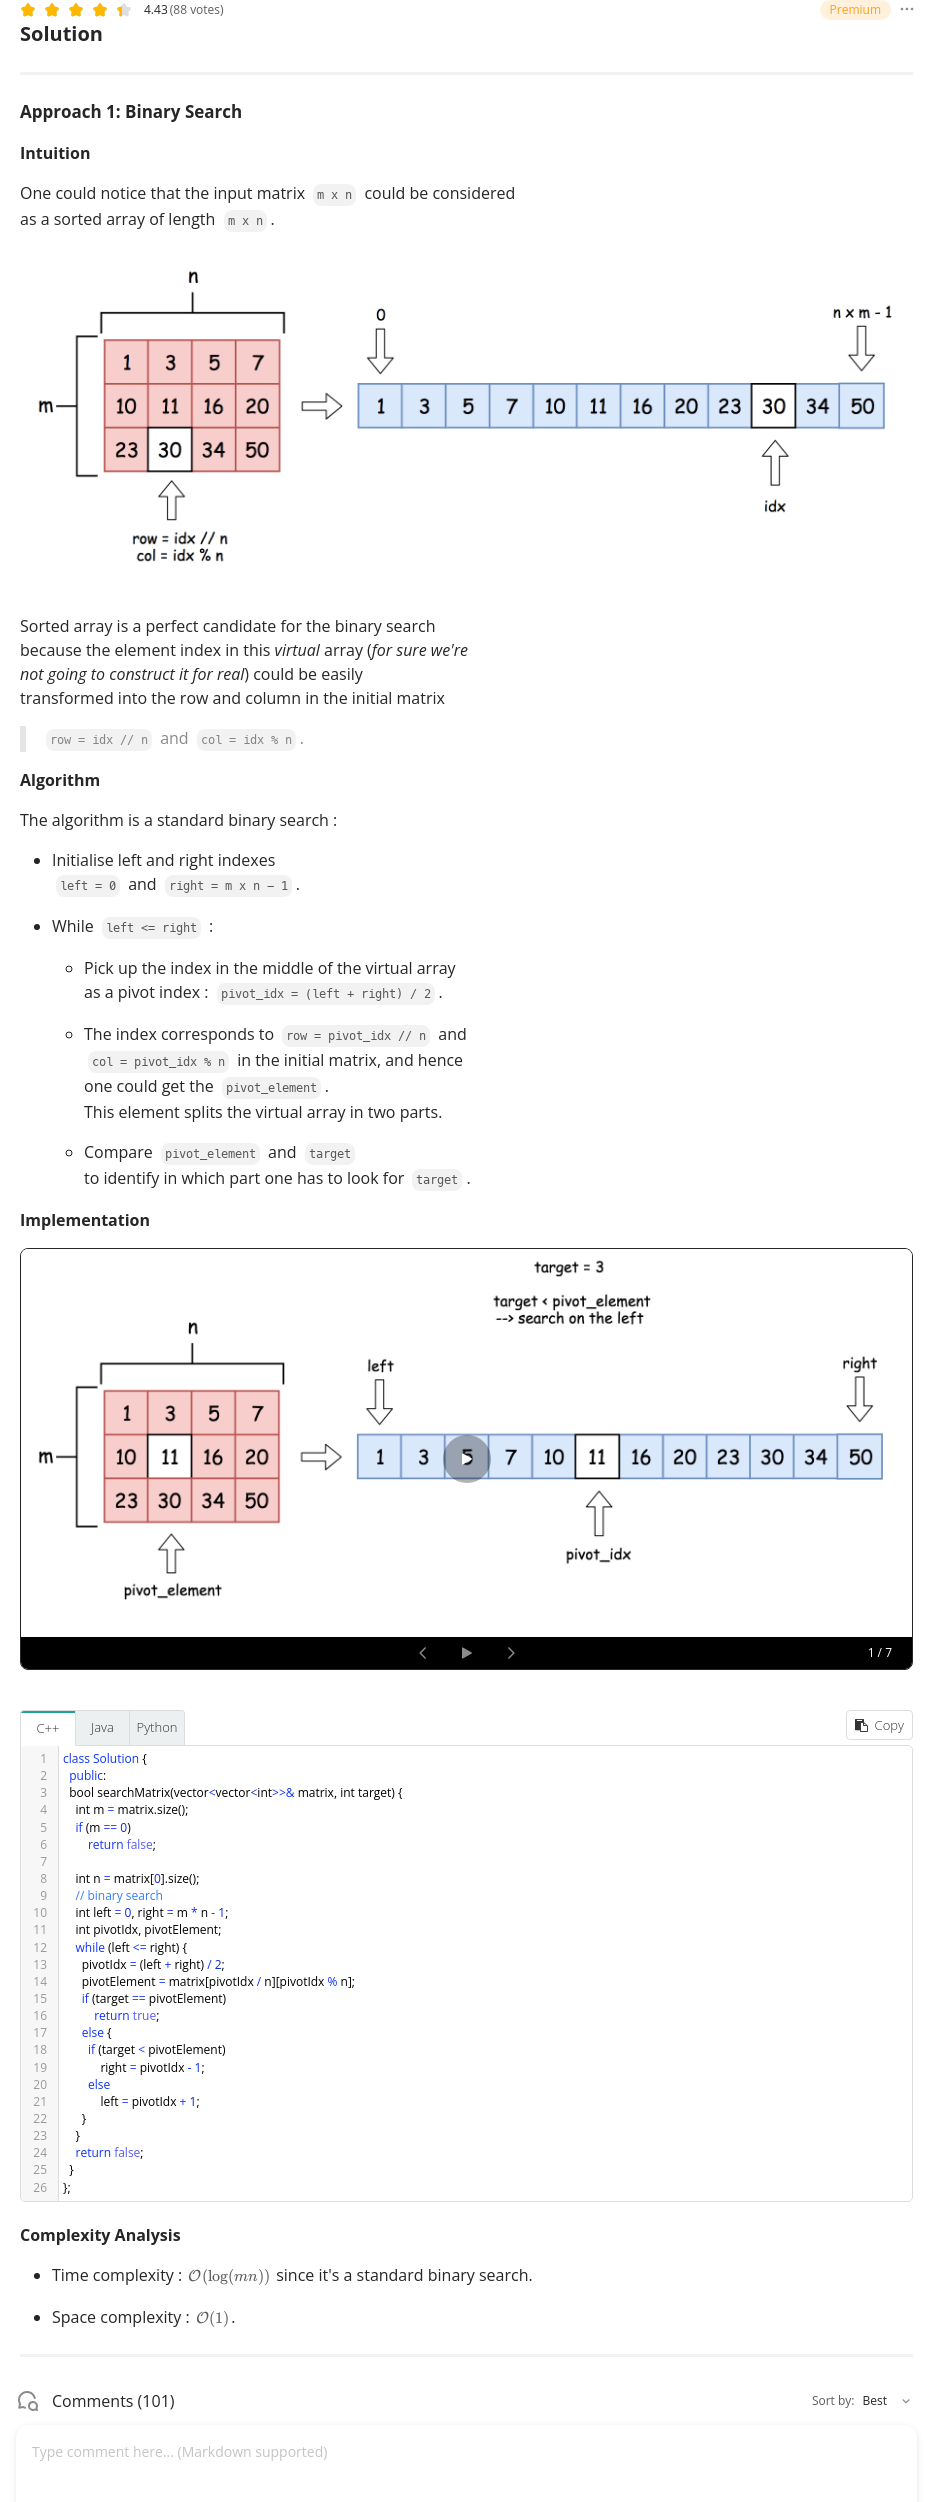 4.43 (88 votes)
Premium
Solution
Approach 1: Binary Search
Intuition
One could notice that the input matrix m x n could be considered
as a sorted array of length m x n .
n
m
1 3 5 7
10 11 16 20
23 30 34 50
row = idx // n
col = idx % n
0
n x m - 1
1 3 5 7 10 11 16 20 23 30 34 50
idx
Sorted array is a perfect candidate for the binary search
because the element index in this virtual array (for sure we're
not going to construct it for real) could be easily
transformed into the row and column in the initial matrix
row = idx // n and col = idx % n .
Algorithm
The algorithm is a standard binary search :
Initialise left and right indexes
left = 0 and right = m x n - 1 .
While left <= right :
Pick up the index in the middle of the virtual array
as a pivot index : pivot_idx = (left + right) / 2 .
The index corresponds to row = pivot_idx // n and
col = pivot_idx % n in the initial matrix, and hence
one could get the pivot_element .
This element splits the virtual array in two parts.
Compare pivot_element and target
to identify in which part one has to look for target .
Implementation
target = 3
target < pivot_element
--> search on the left
n
m
1 3 5 7
10 11 16 20
23 30 34 50
pivot_element
left
right
1 3 5 7 10 11 16 20 23 30 34 50
pivot_idx
1 / 7
C++ Java Python
Copy
1 class Solution {
2 public:
3 bool searchMatrix(vector<vector<int>>& matrix, int target) {
4 int m = matrix.size();
5 if (m == 0)
6 return false;
7
8 int n = matrix[0].size();
9 // binary search
10 int left = 0, right = m * n - 1;
11 int pivotIdx, pivotElement;
12 while (left <= right) {
13 pivotIdx = (left + right) / 2;
14 pivotElement = matrix[pivotIdx / n][pivotIdx % n];
15 if (target == pivotElement)
16 return true;
17 else {
18 if (target < pivotElement)
19 right = pivotIdx - 1;
20 else
21 left = pivotIdx + 1;
22 }
23 }
24 return false;
25 }
26 };
Complexity Analysis
Time complexity : O(log(mn)) since it's a standard binary search.
Space complexity : O(1).
Comments (101)
Sort by: Best
Type comment here... (Markdown supported)